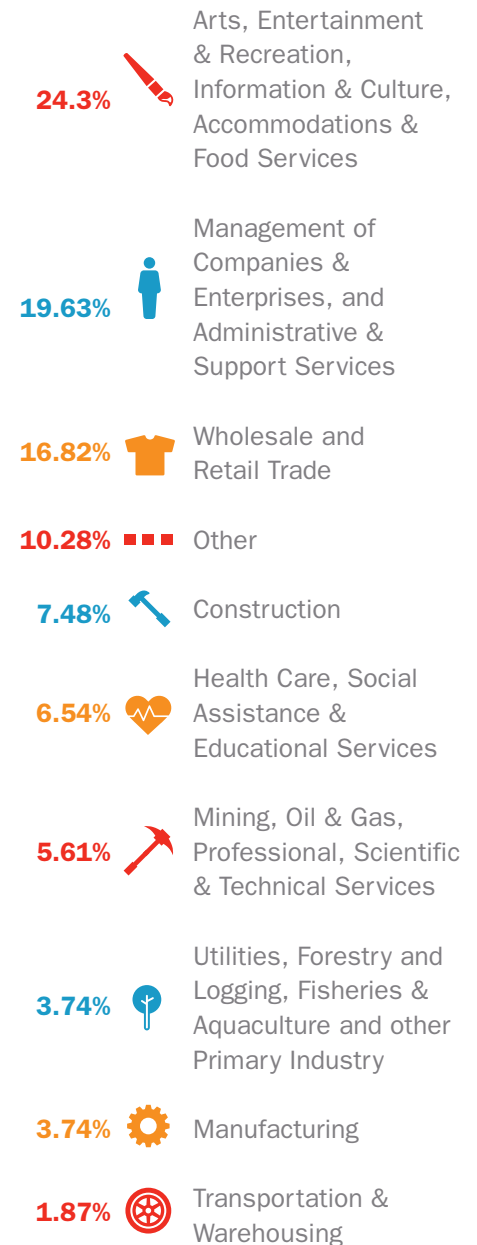 Arts, Entertainment
& Recreation,
24.3% Information & Culture,
Accommodations &
Food Services
Management of
Companies &
19.63% Enterprises, and
Administrative &
Support Services
16.82% Wholesale and
Retail Trade
10.28% Other
7.48% Construction
Health Care, Social
6.54% Assistance &
Educational Services
Mining, Oil & Gas,
5.61% Professional, Scientific
& Technical Services
Utilities, Forestry and
Logging, Fisheries &
3.74% Aquaculture and other
Primary Industry
3.74% Manufacturing
1.87% Transportation &
Warehousing